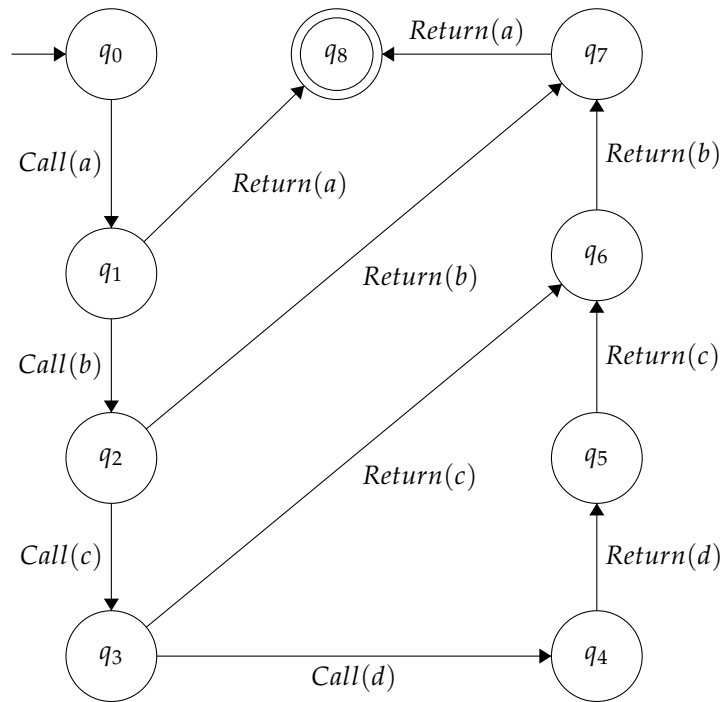 q0
q8
Return(a)
q7
Call(a)
Return(a)
Return(b)
q1
Return(b)
q6
Call(b)
Return(c)
q2
Return(c)
q5
Call(c)
Return(d)
q3
Call(d)
q4